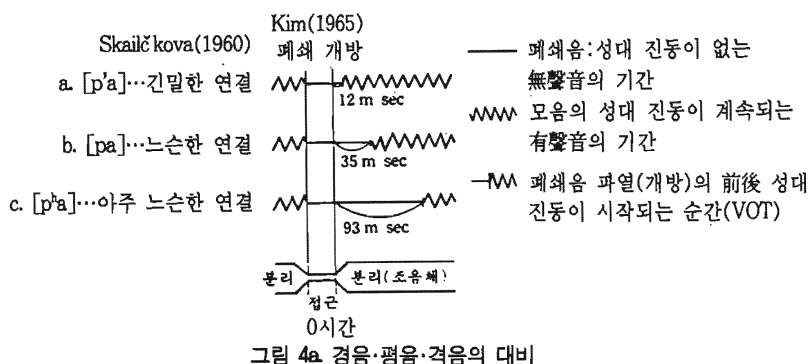 Kim(1965)
Skailčkova(1960) 폐쇄 개방
a. [p'a]…긴밀한 연결
12 m sec
b. [pa]…느슨한 연결
35 m sec
c. [pʰa]…아주 느슨한 연결
93 m sec
분리 분리(조음체)
접근
0시간
폐쇄음:성대 진동이 없는
無聲音의 기간
모음의 성대 진동이 계속되는
有聲音의 기간
폐쇄음 파열(개방)의 前後 성대
진동이 시작되는 순간(VOT)
그림 4a. 경음·평음·격음의 대비